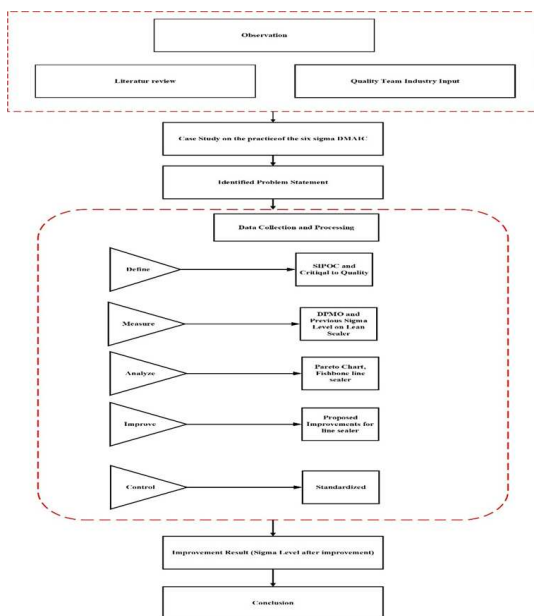 Observation
Literatur review
Quality Team Industry Input
Case Study on the practiceof the six sigma DMAIC
Identified Problem Statement
Data Collection and Processing
Define
SIPOC and
Critiqal to Quality
Measure
DPMO and
Previous Sigma
Level on Lean
Sealer
Analyze
Pareto Chart,
Fishbone line
sealer
Improve
Proposed
Improvements for
line sealer
Control
Standardized
Improvement Result (Sigma Level after improvement)
Conclusion